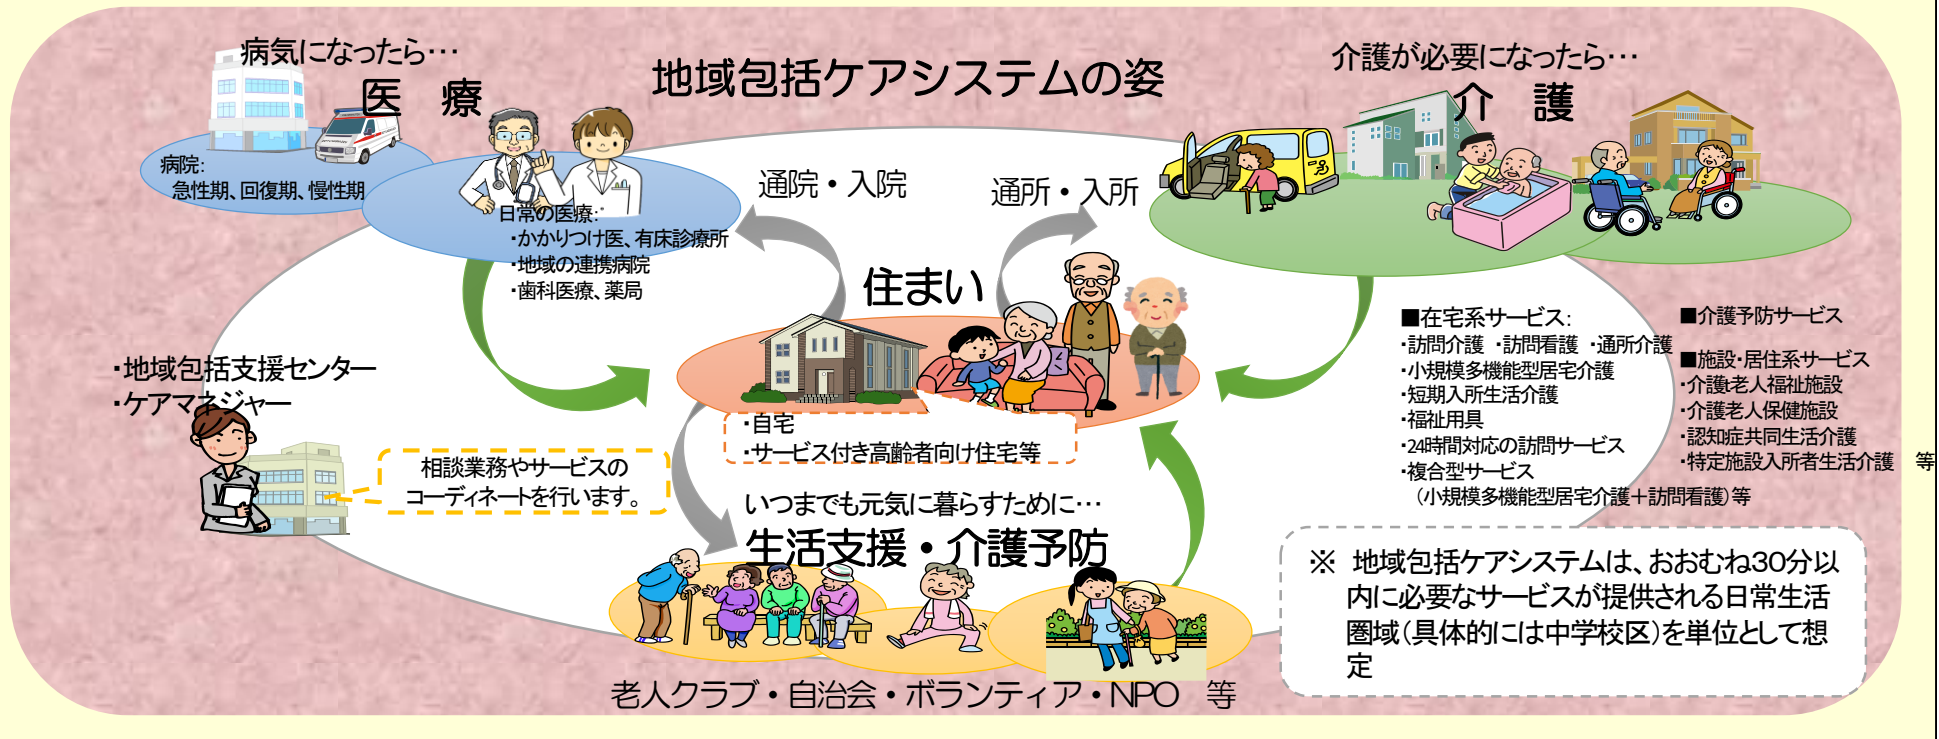 地域包括ケアシステムの姿
病気になったら…
医　療
病院:
急性期、回復期、慢性期
日常の医療:
・かかりつけ医、有床診療所
・地域の連携病院
・歯科医療、薬局
通院・入院
通所・入所
介護が必要になったら…
介　護
住まい
・自宅
・サービス付き高齢者向け住宅等
■在宅系サービス:
・訪問介護 ・訪問看護 ・通所介護
・小規模多機能型居宅介護
・短期入所生活介護
・福祉用具
・24時間対応の訪問サービス
・複合型サービス
（小規模多機能型居宅介護＋訪問看護）等
■介護予防サービス
■施設・居住系サービス
・介護老人福祉施設
・介護老人保健施設
・認知症共同生活介護
・特定施設入所者生活介護　等
・地域包括支援センター
・ケアマネジャー
相談業務やサービスの
コーディネートを行います。
いつまでも元気に暮らすために…
生活支援・介護予防
老人クラブ・自治会・ボランティア・NPO　等
※ 地域包括ケアシステムは、おおむね30分以
内に必要なサービスが提供される日常生活
圏域（具体的には中学校区）を単位として想
定